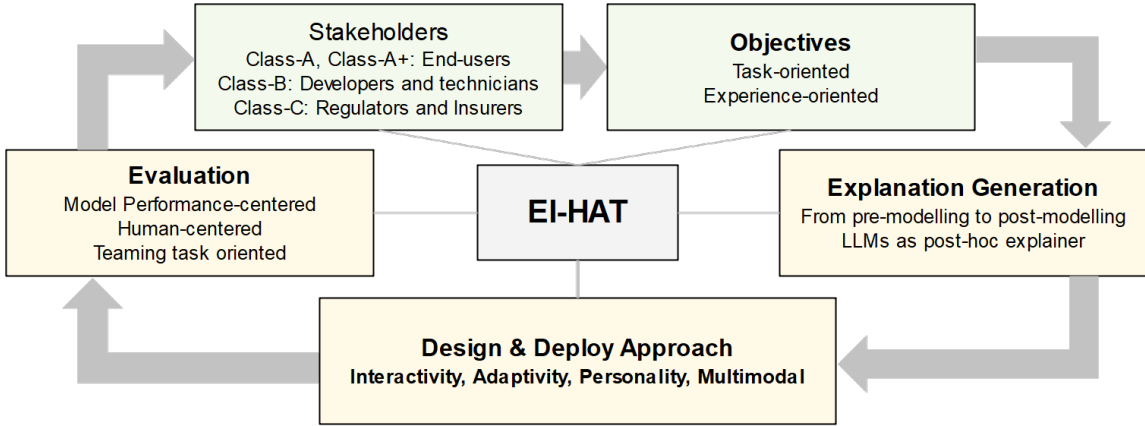 Stakeholders
Class-A, Class-A+: End-users
Class-B: Developers and technicians
Class-C: Regulators and Insurers
Objectives
Task-oriented
Experience-oriented
Evaluation
Model Performance-centered
Human-centered
Teaming task oriented
EI-HAT
Explanation Generation
From pre-modelling to post-modelling
LLMs as post-hoc explainer
Design & Deploy Approach
Interactivity, Adaptivity, Personality, Multimodal